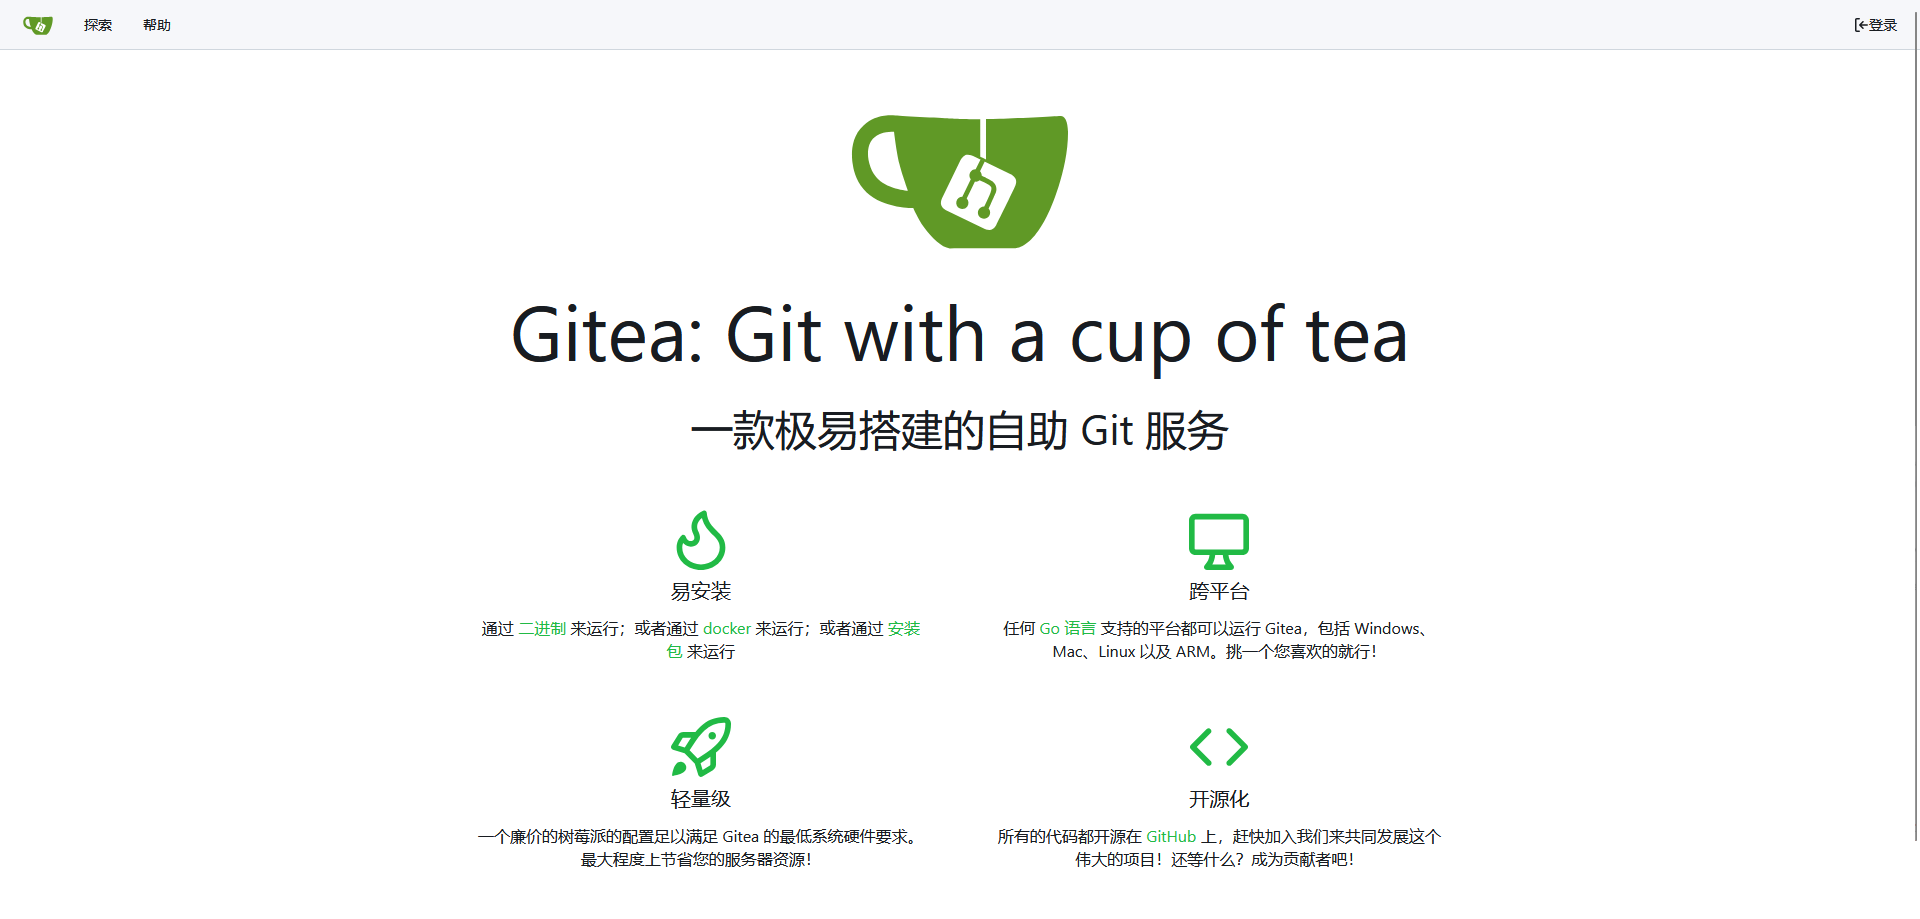 探索 帮助 登录
Gitea: Git with a cup of tea
一款极易搭建的自助 Git 服务
易安装
通过 二进制 来运行；或者通过 docker 来运行；或者通过 安装
包 来运行
跨平台
任何 Go 语言 支持的平台都可以运行 Gitea，包括 Windows、
Mac、Linux 以及 ARM。挑一个您喜欢的就行！
轻量级
一个廉价的树莓派的配置足以满足 Gitea 的最低系统硬件要求。
最大程度上节省您的服务器资源！
开源化
所有的代码都开源在 GitHub 上，赶快加入我们来共同发展这个
伟大的项目！还等什么？成为贡献者吧！